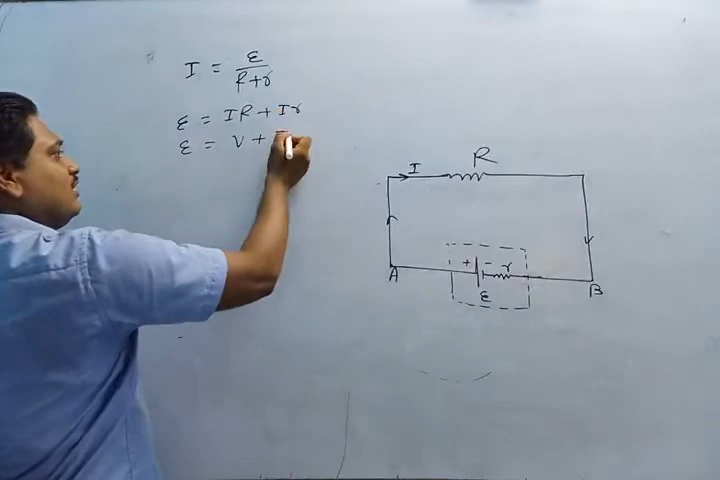 I = ε / R+r
ε = IR + Ir
ε = V +
R
I
+
r
A
ε
B